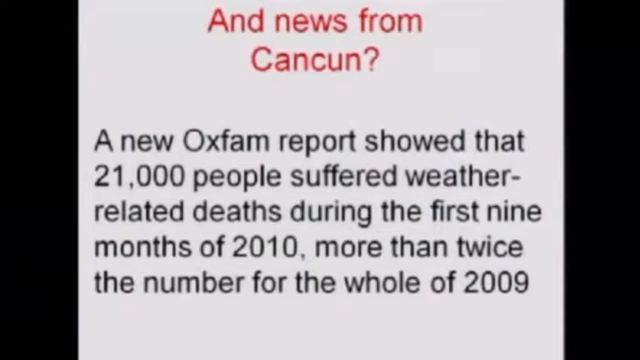 And news from
Cancun?
A new Oxfam report showed that
21,000 people suffered weather-
related deaths during the first nine
months of 2010, more than twice
the number for the whole of 2009